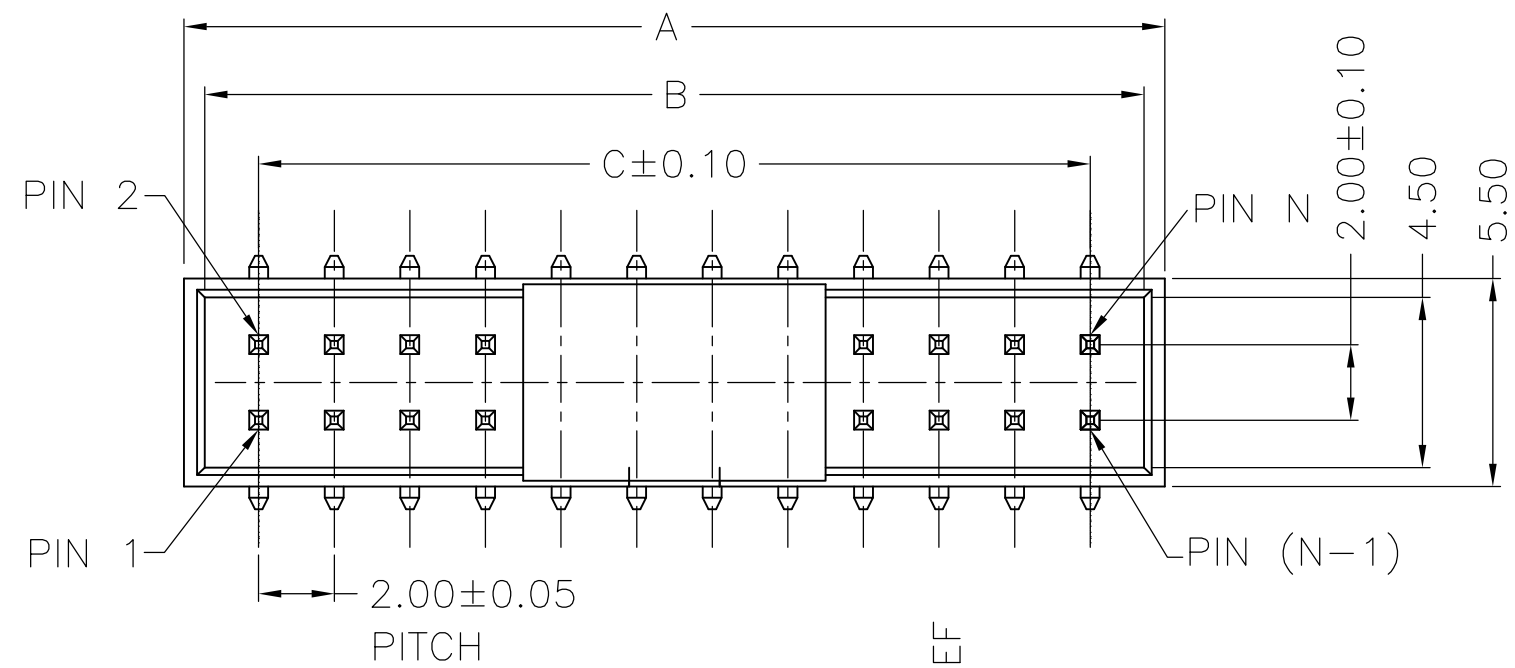 A
B
C±0.10
PIN 2
PIN N
2.00±0.10
4.50
5.50
PIN 1
PIN (N-1)
2.00±0.05
PITCH
EF